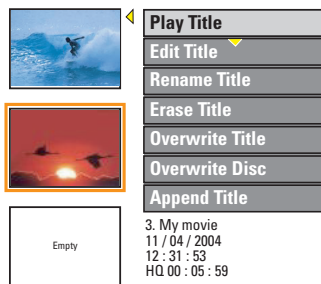 Play Title
Edit Title
Rename Title
Erase Title
Overwrite Title
Overwrite Disc
Append Title
Empty
3. My movie
11 / 04 / 2004
12 : 31 : 53
HQ 00 : 05 : 59